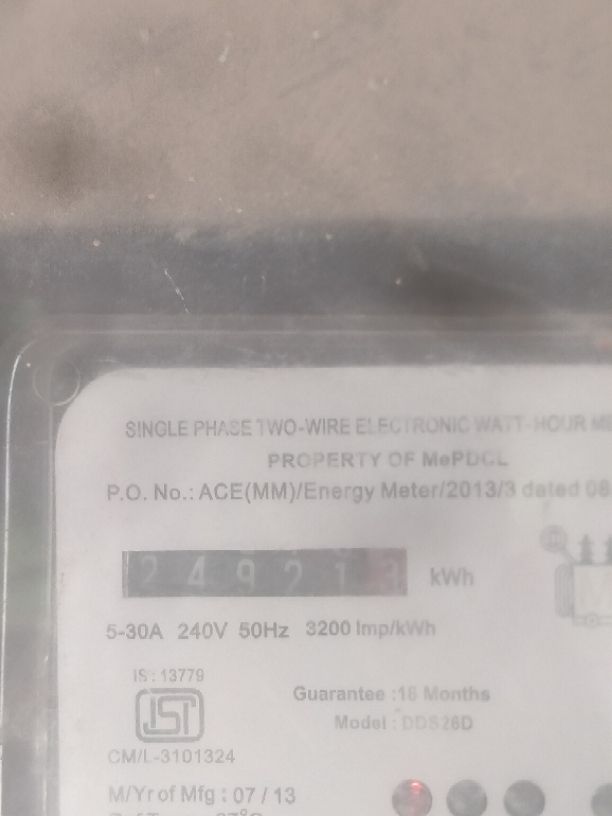 SINGLE PHASE TWO-WIRE ELECTRONIC WATT-HOUR
PROPERTY OF MePDCL
P.O. No.: ACE(MM)/Energy Meter/2013/3 dated 08
2 4 9 2 1 3 kWh
5-30A 240V 50Hz 3200 Imp/kWh
IS : 13779
Guarantee :18 Months
Model : DDS26D
CM/L-3101324
M/Yr of Mfg : 07 / 13